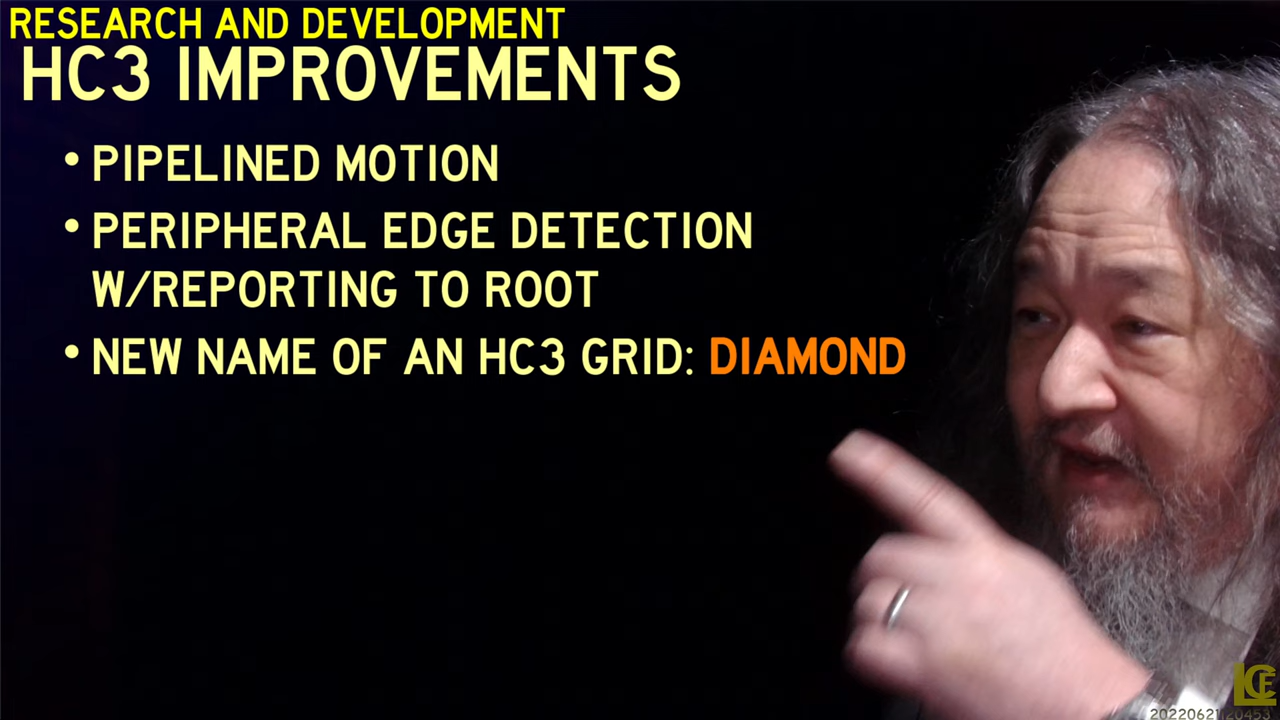 RESEARCH AND DEVELOPMENT
HC3 IMPROVEMENTS
• PIPELINED MOTION
• PERIPHERAL EDGE DETECTION
W/REPORTING TO ROOT
• NEW NAME OF AN HC3 GRID: DIAMOND